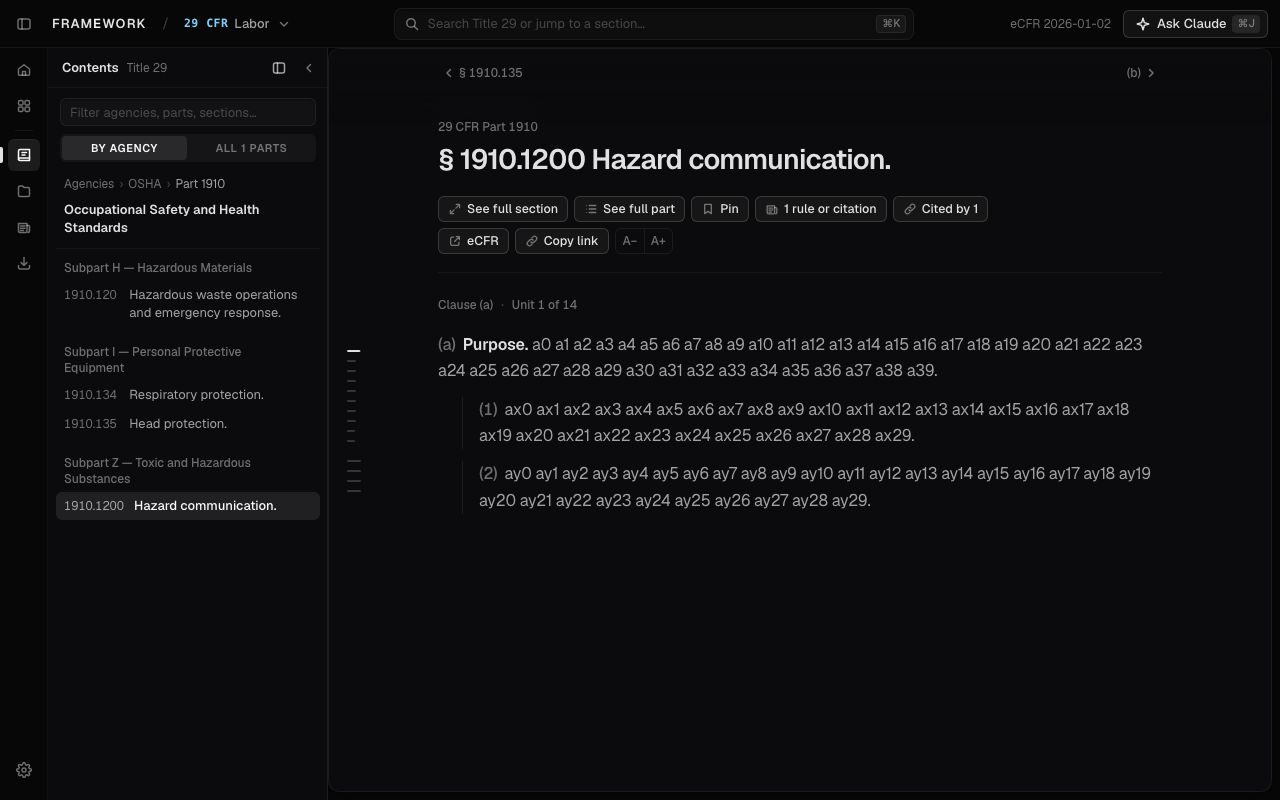 FRAMEWORK / 29 CFR Labor
Search Title 29 or jump to a section…
⌘K
eCFR 2026-01-02
Ask Claude ⌘J
Contents Title 29
Filter agencies, parts, sections…
BY AGENCY
ALL 1 PARTS
Agencies › OSHA › Part 1910
Occupational Safety and Health
Standards
Subpart H — Hazardous Materials
1910.120 Hazardous waste operations
and emergency response.
Subpart I — Personal Protective
Equipment
1910.134 Respiratory protection.
1910.135 Head protection.
Subpart Z — Toxic and Hazardous
Substances
1910.1200 Hazard communication.
§ 1910.135
(b)
29 CFR Part 1910
§ 1910.1200 Hazard communication.
See full section
See full part
Pin
1 rule or citation
Cited by 1
eCFR
Copy link
A−
A+
Clause (a) · Unit 1 of 14
(a) Purpose. a0 a1 a2 a3 a4 a5 a6 a7 a8 a9 a10 a11 a12 a13 a14 a15 a16 a17 a18 a19 a20 a21 a22 a23
a24 a25 a26 a27 a28 a29 a30 a31 a32 a33 a34 a35 a36 a37 a38 a39.
(1) ax0 ax1 ax2 ax3 ax4 ax5 ax6 ax7 ax8 ax9 ax10 ax11 ax12 ax13 ax14 ax15 ax16 ax17 ax18
ax19 ax20 ax21 ax22 ax23 ax24 ax25 ax26 ax27 ax28 ax29.
(2) ay0 ay1 ay2 ay3 ay4 ay5 ay6 ay7 ay8 ay9 ay10 ay11 ay12 ay13 ay14 ay15 ay16 ay17 ay18 ay19
ay20 ay21 ay22 ay23 ay24 ay25 ay26 ay27 ay28 ay29.